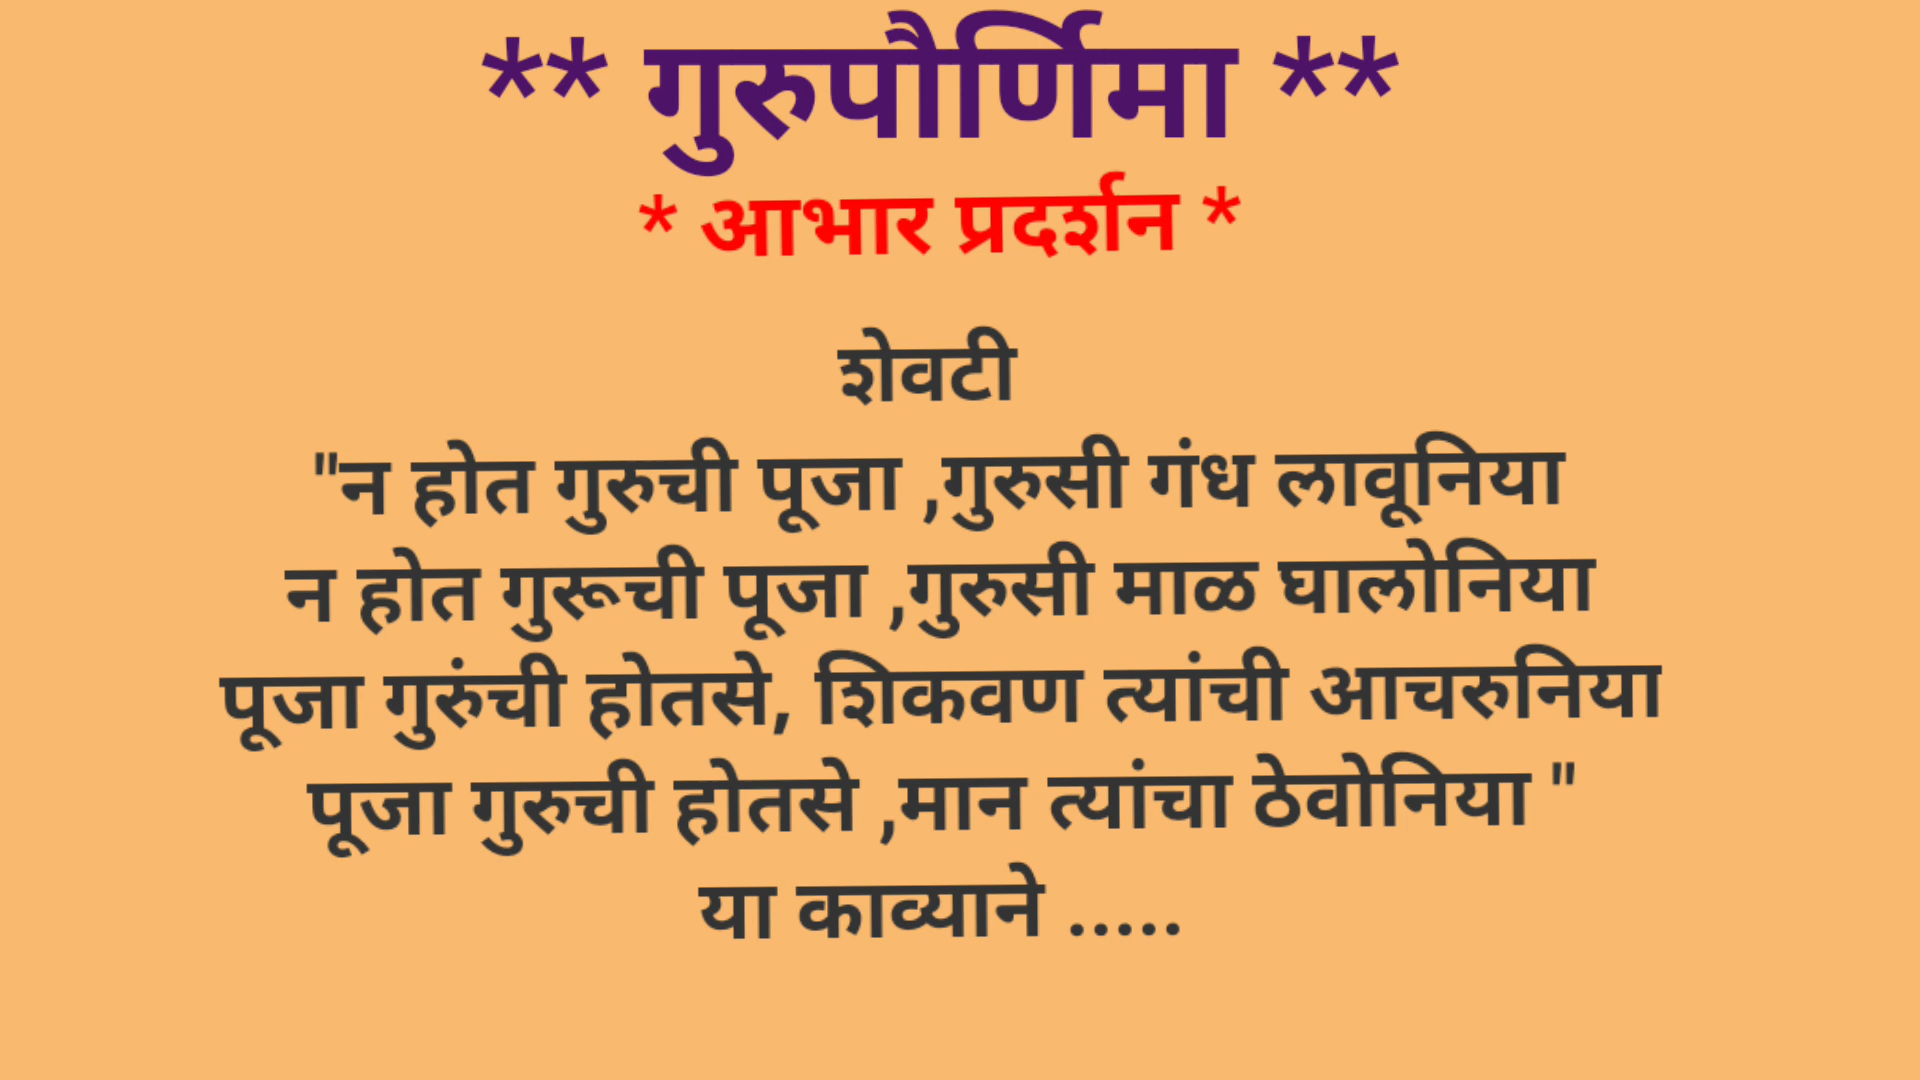 ** गुरुपौर्णिमा **
* आभार प्रदर्शन *
शेवटी
"न होत गुरुची पूजा ,गुरुसी गंध लावूनिया
न होत गुरूची पूजा ,गुरुसी माळ घालोनिया
पूजा गुरुंची होतसे, शिकवण त्यांची आचरुनिया
पूजा गुरुची होतसे ,मान त्यांचा ठेवोनिया "
या काव्याने .....